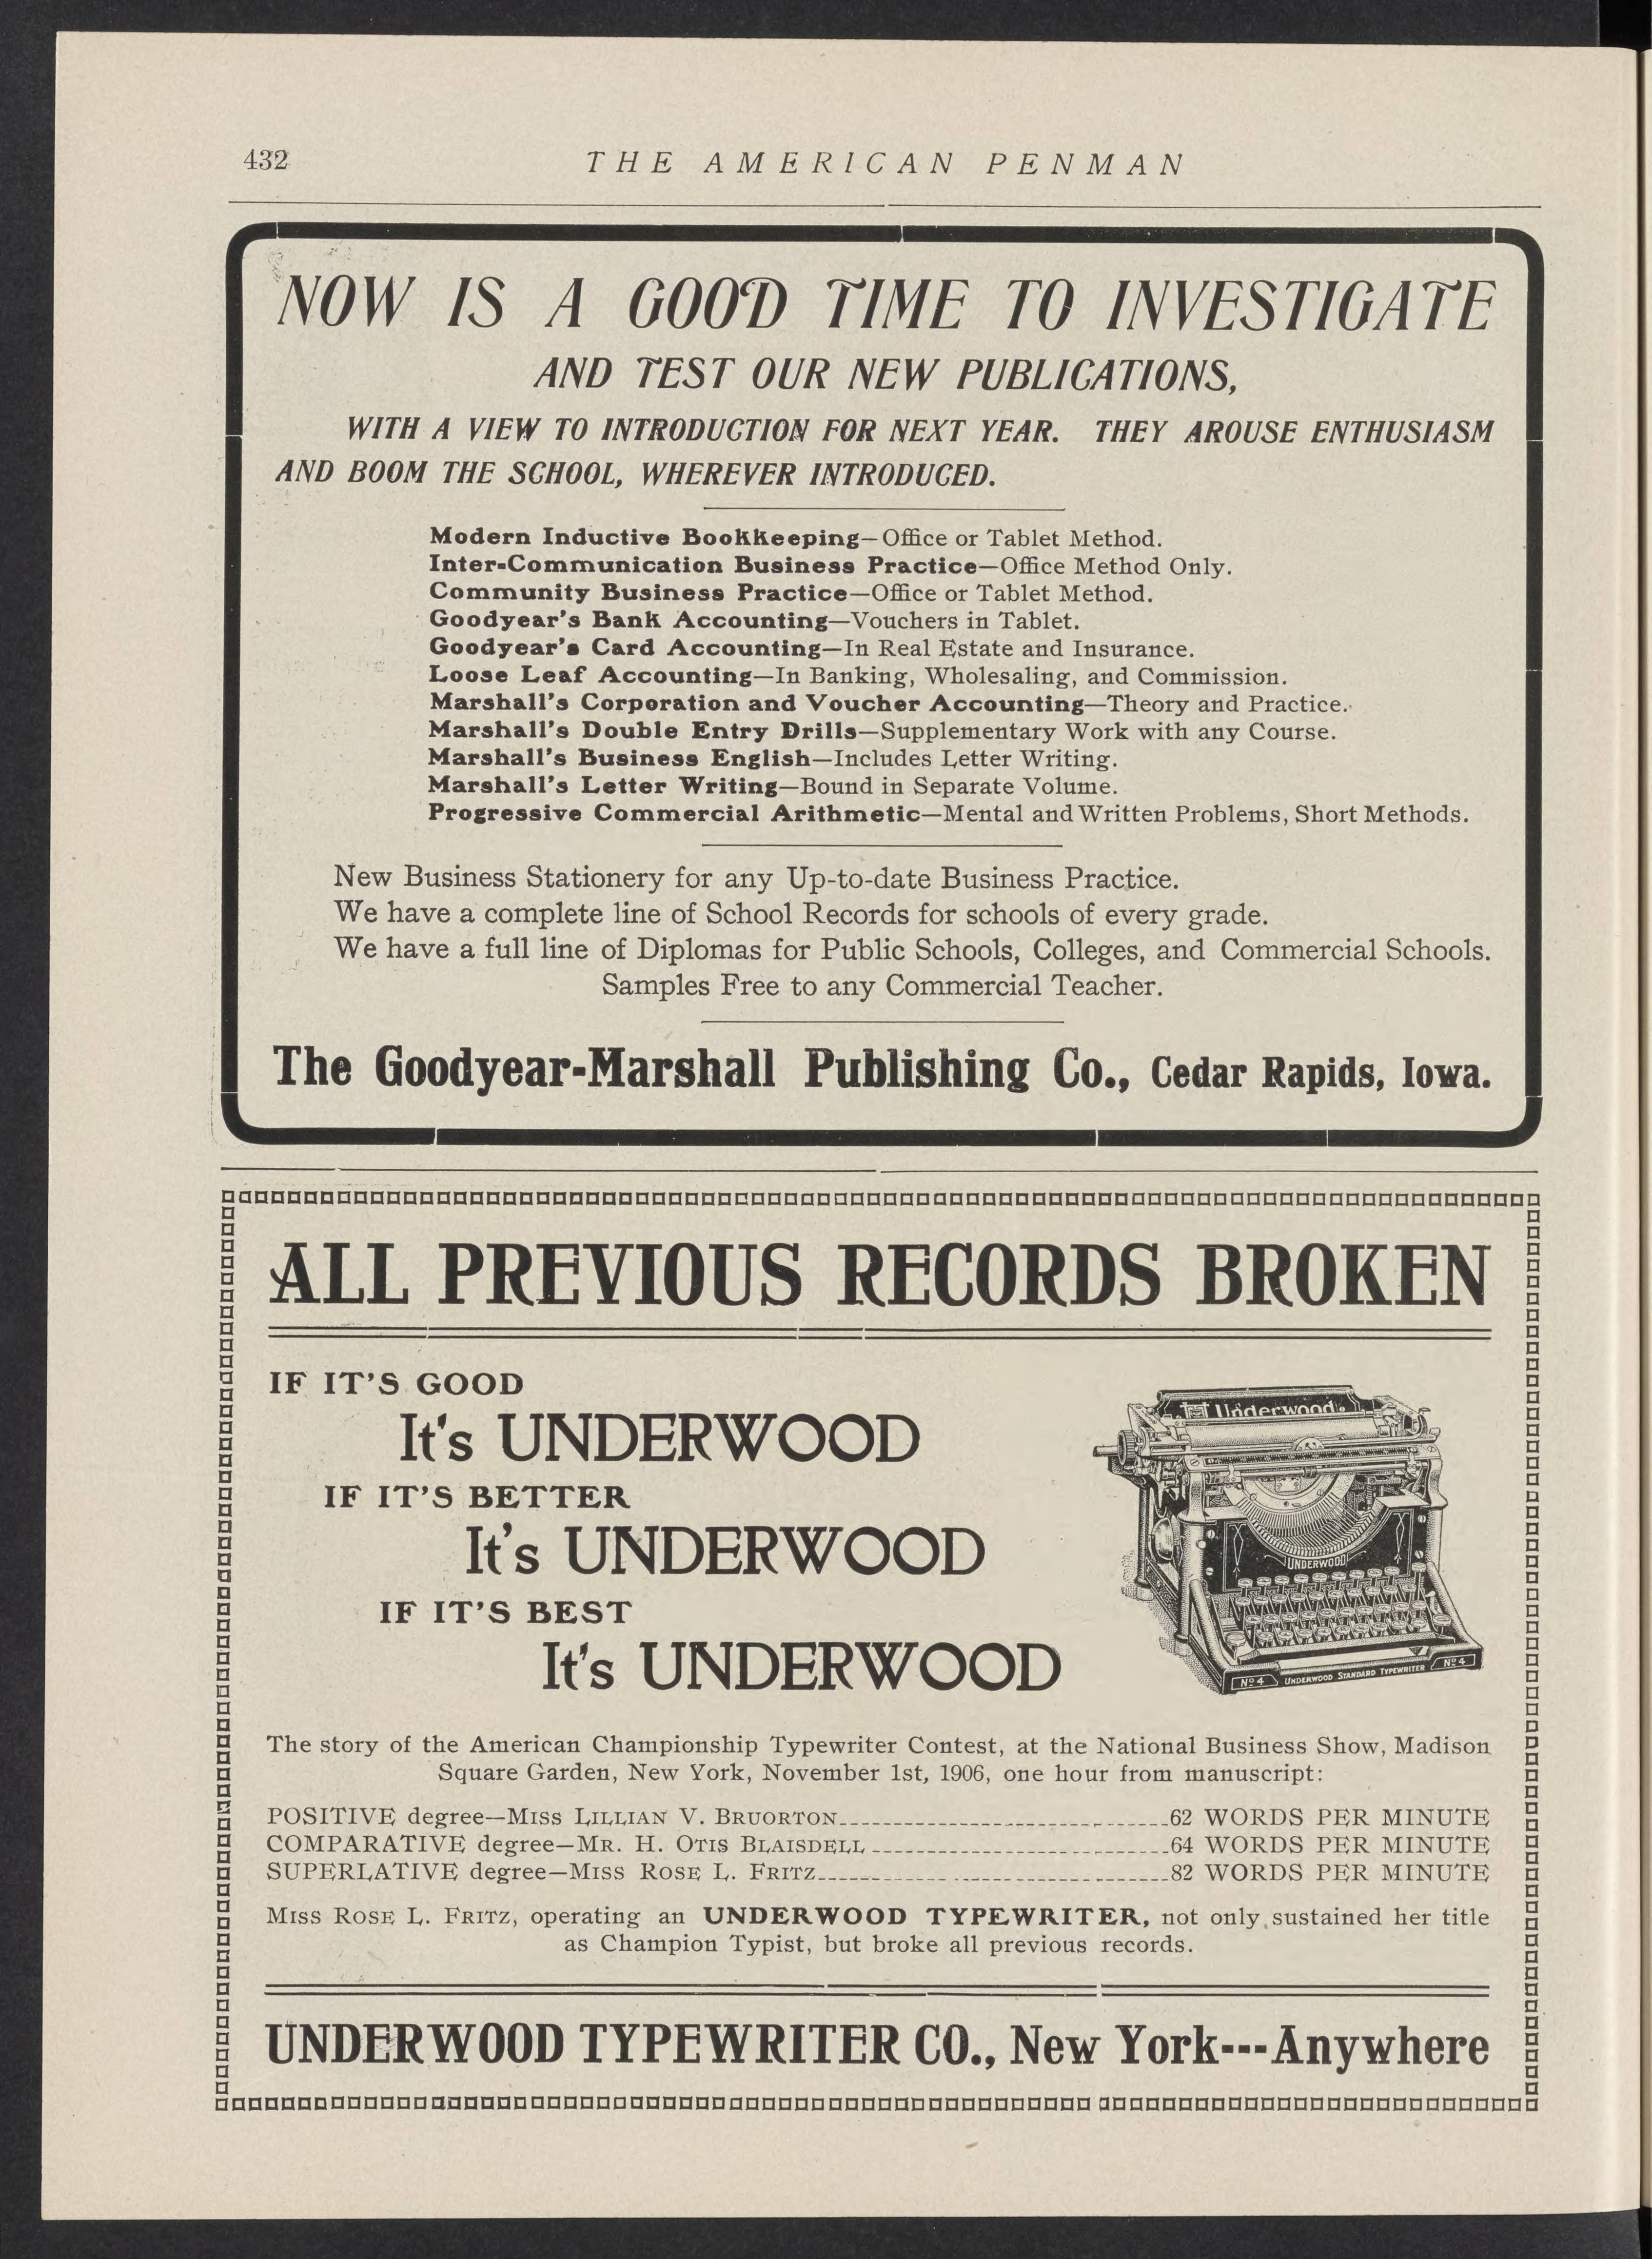 432
THE AMERICAN PENMAN
NOW IS A GOOD TIME TO INVESTIGATE
AND TEST OUR NEW PUBLICATIONS,
WITH A VIEW TO INTRODUCTION FOR NEXT YEAR. THEY AROUSE ENTHUSIASM
AND BOOM THE SCHOOL, WHEREVER INTRODUCED.
Modern Inductive Bookkeeping—Office or Tablet Method.
Inter-Communication Business Practice—Office Method Only.
Community Business Practice—Office or Tablet Method.
Goodyear's Bank Accounting—Vouchers in Tablet.
Goodyear's Card Accounting—In Real Estate and Insurance.
Loose Leaf Accounting—In Banking, Wholesaling, and Commission.
Marshall's Corporation and Voucher Accounting—Theory and Practice.
Marshall's Double Entry Drills—Supplementary Work with any Course.
Marshall's Business English—Includes Letter Writing.
Marshall's Letter Writing—Bound in Separate Volume.
Progressive Commercial Arithmetic—Mental and Written Problems, Short Methods.
New Business Stationery for any Up-to-date Business Practice.
We have a complete line of School Records for schools of every grade.
We have a full line of Diplomas for Public Schools, Colleges, and Commercial Schools.
Samples Free to any Commercial Teacher.
The Goodyear-Marshall Publishing Co., Cedar Rapids, Iowa.
ALL PREVIOUS RECORDS BROKEN
IF IT'S GOOD
It's UNDERWOOD
IF IT'S BETTER
It's UNDERWOOD
IF IT'S BEST
It's UNDERWOOD
Underwood
UNDERWOOD
No 4 UNDERWOOD STANDARD TYPEWRITER No 4
The story of the American Championship Typewriter Contest, at the National Business Show, Madison
Square Garden, New York, November 1st, 1906, one hour from manuscript:
POSITIVE degree—MISS LILLIAN V. BRUORTON 62 WORDS PER MINUTE
COMPARATIVE degree—MR. H. OTIS BLAISDELL 64 WORDS PER MINUTE
SUPERLATIVE degree—MISS ROSE L. FRITZ 82 WORDS PER MINUTE
MISS ROSE L. FRITZ, operating an UNDERWOOD TYPEWRITER, not only sustained her title
as Champion Typist, but broke all previous records.
UNDERWOOD TYPEWRITER CO., New York---Anywhere